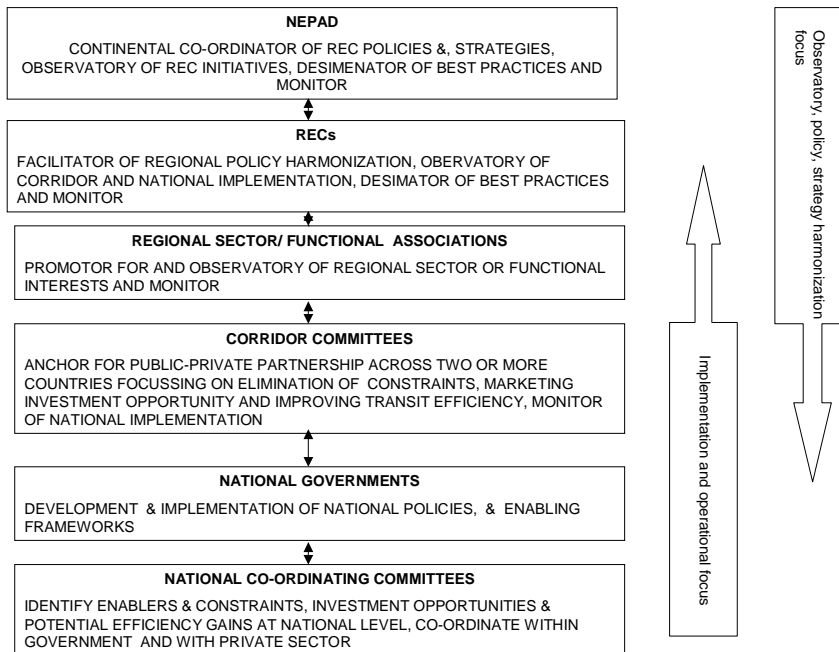 NEPAD
CONTINENTAL CO-ORDINATOR OF REC POLICIES &, STRATEGIES,
OBSERVATORY OF REC INITIATIVES, DESIMENATOR OF BEST PRACTICES AND
MONITOR
RECs
FACILITATOR OF REGIONAL POLICY HARMONIZATION, OBERVATORY OF
CORRIDOR AND NATIONAL IMPLEMENTATION, DESIMATOR OF BEST PRACTICES
AND MONITOR
REGIONAL SECTOR/ FUNCTIONAL ASSOCIATIONS
PROMOTOR FOR AND OBSERVATORY OF REGIONAL SECTOR OR FUNCTIONAL
INTERESTS AND MONITOR
CORRIDOR COMMITTEES
ANCHOR FOR PUBLIC-PRIVATE PARTNERSHIP ACROSS TWO OR MORE
COUNTRIES FOCUSSING ON ELIMINATION OF CONSTRAINTS, MARKETING
INVESTMENT OPPORTUNITY AND IMPROVING TRANSIT EFFICIENCY, MONITOR
OF NATIONAL IMPLEMENTATION
NATIONAL GOVERNMENTS
DEVELOPMENT & IMPLEMENTATION OF NATIONAL POLICIES, & ENABLING
FRAMEWORKS
NATIONAL CO-ORDINATING COMMITTEES
IDENTIFY ENABLERS & CONSTRAINTS, INVESTMENT OPPORTUNITIES &
POTENTIAL EFFICIENCY GAINS AT NATIONAL LEVEL, CO-ORDINATE WITHIN
GOVERNMENT AND WITH PRIVATE SECTOR
Implementation and operational focus
Observatory, policy, strategy harmonization
focus